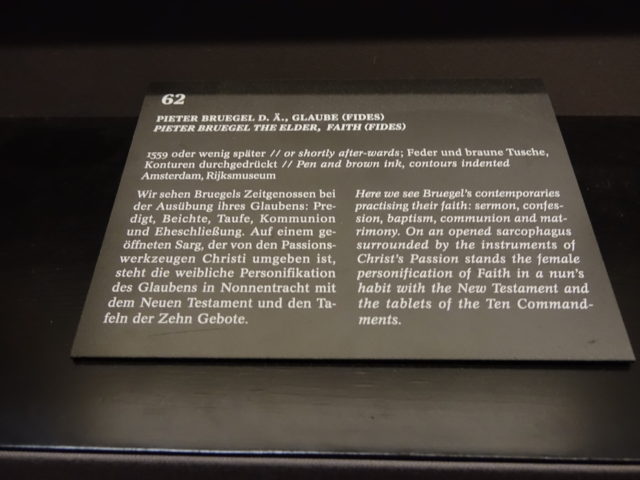 62
PIETER BRUEGEL D. Ä., GLAUBE (FIDES)
PIETER BRUEGEL THE ELDER, FAITH (FIDES)
1559 oder wenig später // or shortly after-wards; Feder und braune Tusche,
Konturen durchgedrückt // Pen and brown ink, contours indented
Amsterdam, Rijksmuseum
Wir sehen Bruegels Zeitgenossen bei
der Ausübung ihres Glaubens: Pre-
digt, Beichte, Taufe, Kommunion
und Eheschließung. Auf einem ge-
öffneten Sarg, der von den Passions-
werkzeugen Christi umgeben ist,
steht die weibliche Personifikation
des Glaubens in Nonnentracht mit
dem Neuen Testament und den Ta-
feln der Zehn Gebote.
Here we see Bruegel's contemporaries
practising their faith: sermon, confes-
sion, baptism, communion and mat-
rimony. On an opened sarcophagus
surrounded by the instruments of
Christ's Passion stands the female
personification of Faith in a nun's
habit with the New Testament and
the tablets of the Ten Command-
ments.